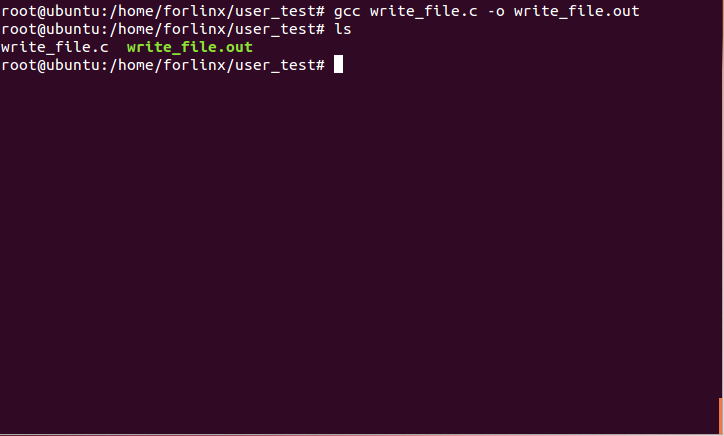 root@ubuntu:/home/forlinx/user_test# gcc write_file.c -o write_file.out
root@ubuntu:/home/forlinx/user_test# ls
write_file.c  write_file.out
root@ubuntu:/home/forlinx/user_test#